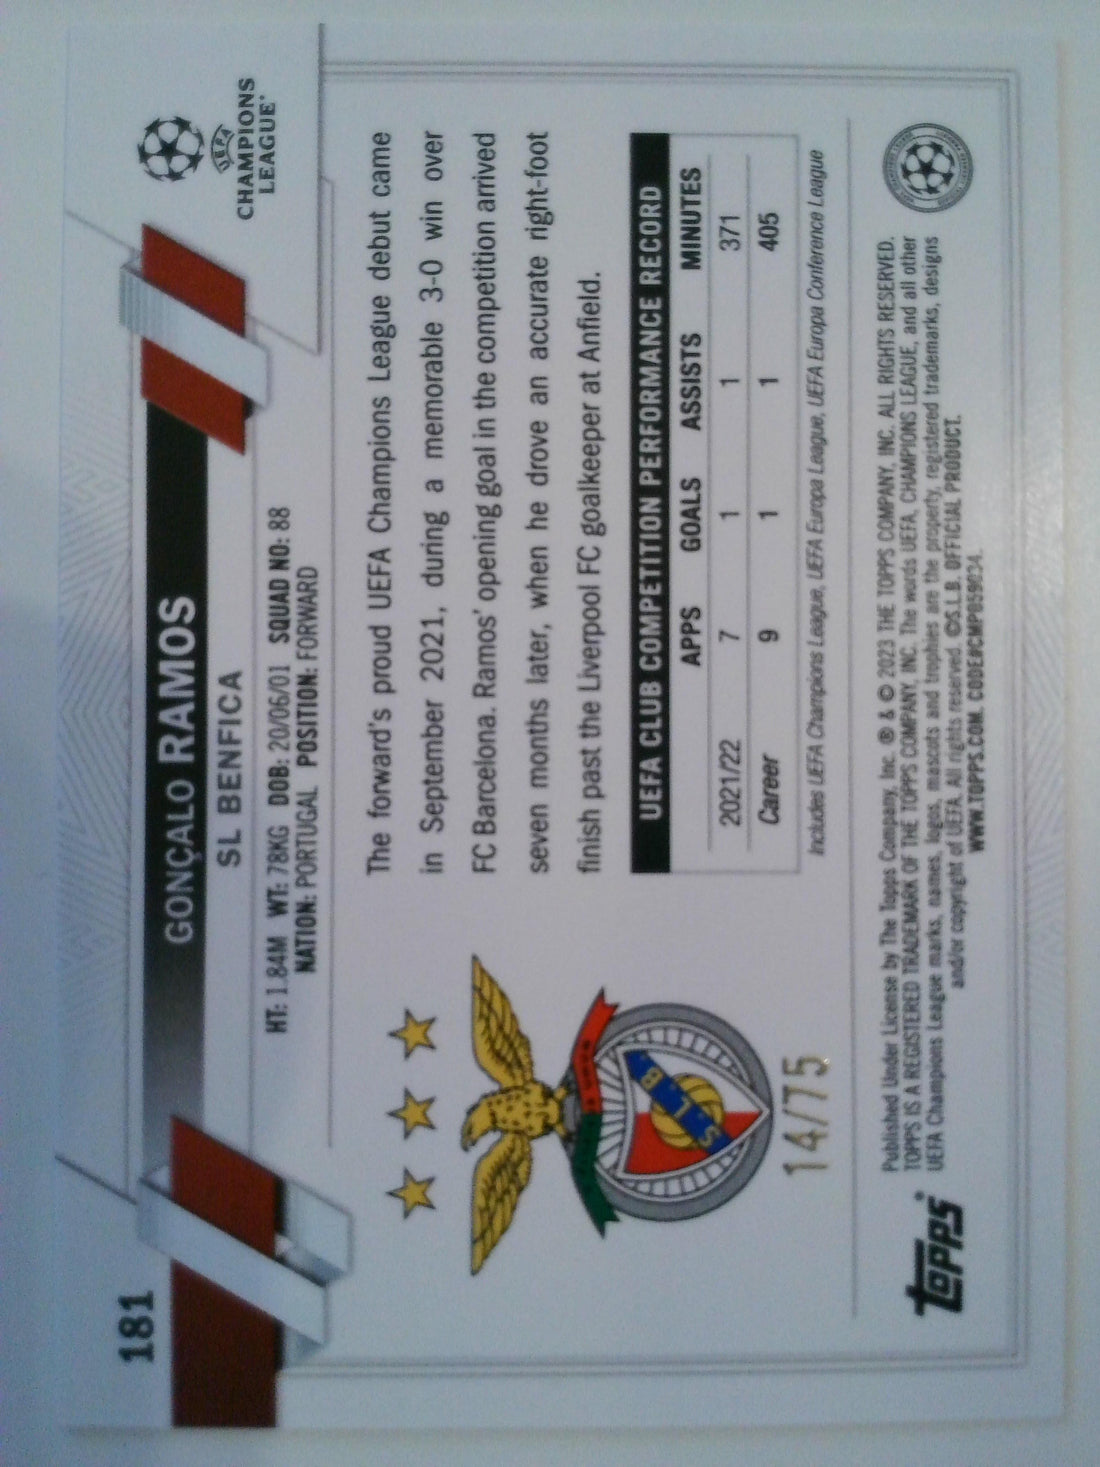 181
GONÇALO RAMOS
SL BENFICA
HT: 1.84M WT: 78KG DOB: 20/06/01 SQUAD NO: 88
NATION: PORTUGAL POSITION: FORWARD
UEFA
CHAMPIONS
LEAGUE
The forward's proud UEFA Champions League debut came
in September 2021, during a memorable 3-0 win over
FC Barcelona. Ramos' opening goal in the competition arrived
seven months later, when he drove an accurate right-foot
finish past the Liverpool FC goalkeeper at Anfield.
S.L.B.
14/75
UEFA CLUB COMPETITION PERFORMANCE RECORD
APPS GOALS ASSISTS MINUTES
2021/22 7 1 1 371
Career 9 1 1 405
Includes UEFA Champions League, UEFA Europa League, UEFA Europa Conference League
topps®
Published Under License by The Topps Company, Inc. ® & © 2023 THE TOPPS COMPANY, INC. ALL RIGHTS RESERVED.
TOPPS IS A REGISTERED TRADEMARK OF THE TOPPS COMPANY, INC. The words UEFA, CHAMPIONS LEAGUE, and all other
UEFA Champions League marks, names, logos, mascots and trophies are the property, registered trademarks, designs
and/or copyright of UEFA. All rights reserved. ©S.L.B. OFFICIAL PRODUCT.
WWW.TOPPS.COM.